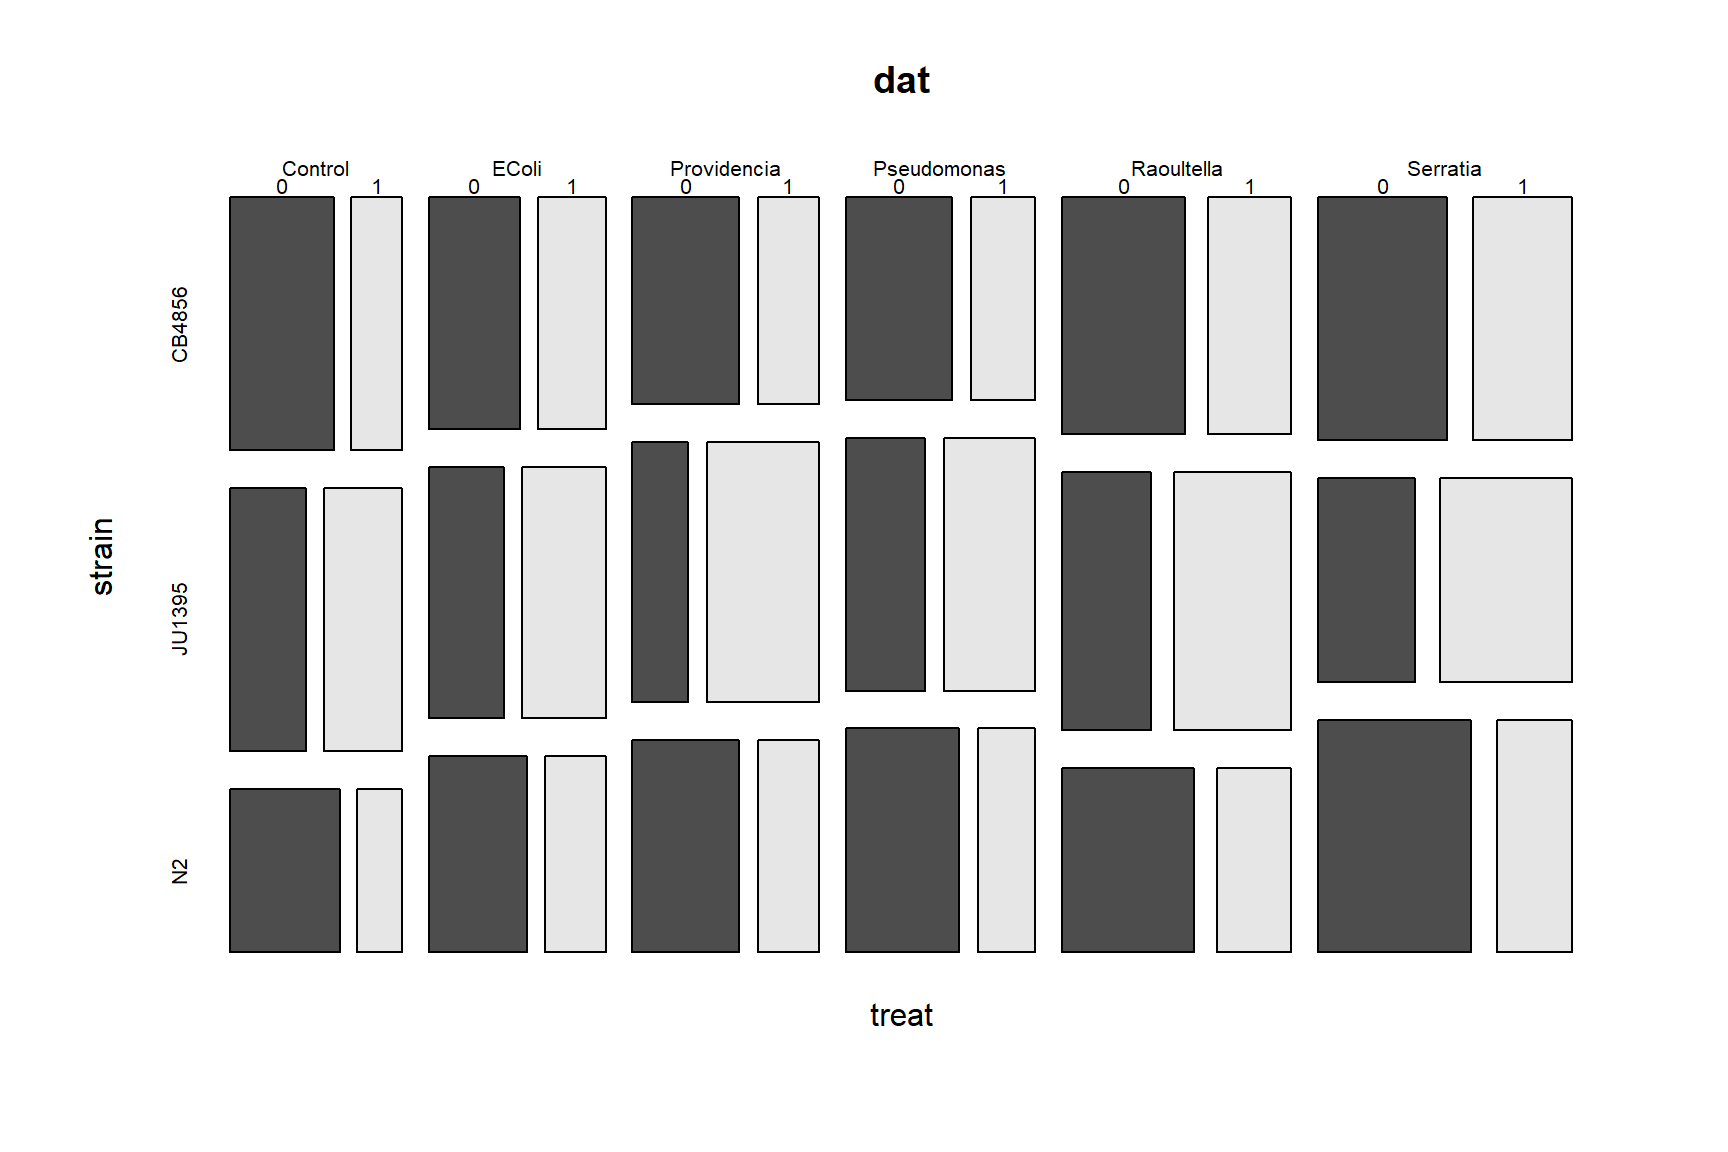 dat
Control EColi Providencia Pseudomonas Raoultella Serratia
0 1 0 1 0 1 0 1 0 1 0 1
CB4856
JU1395
N2
strain
treat